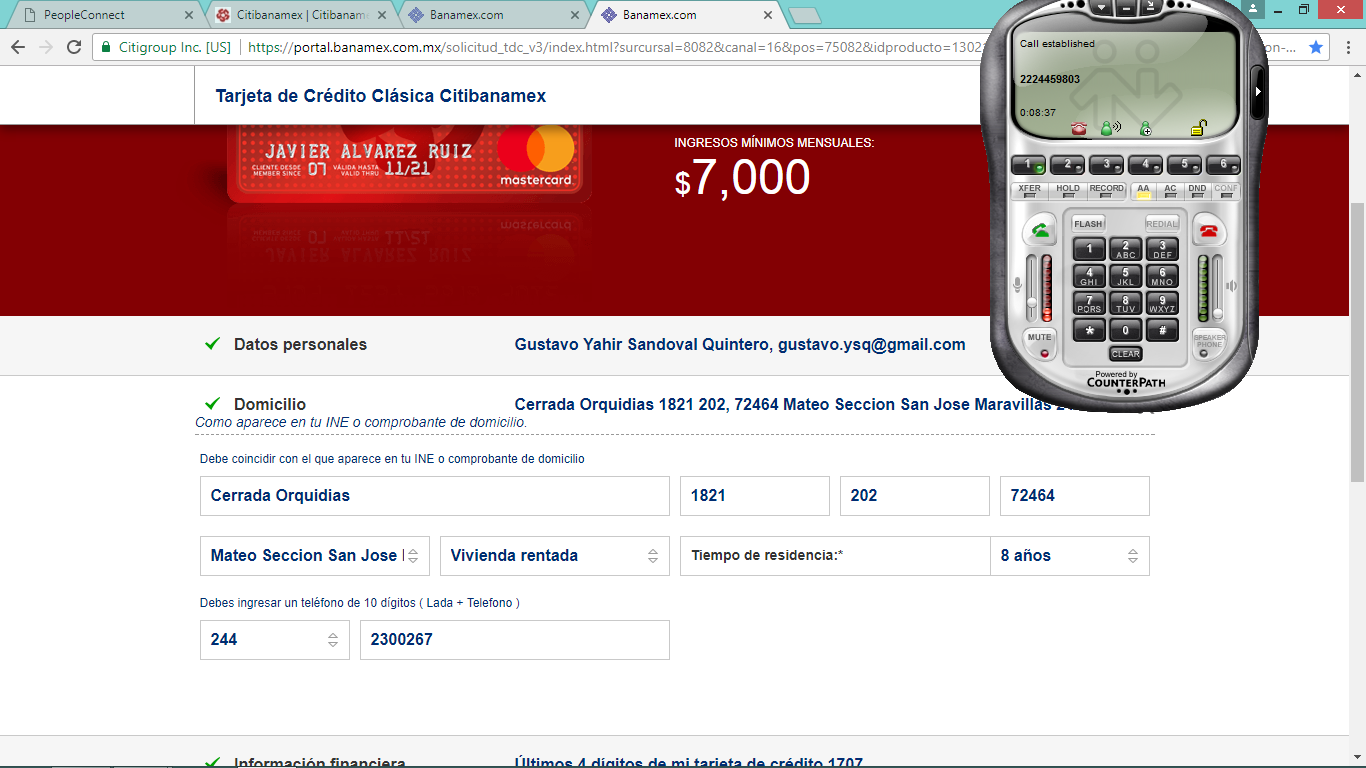 PeopleConnect
Citibanamex | Citibanam
Banamex.com
Banamex.com
Citigroup Inc. [US]
https://portal.banamex.com.mx/solicitud_tdc_v3/index.html?sursucal=8082&canal=16&pos=75082&idproducto=1302
on-...
Tarjeta de Crédito Clásica Citibanamex
JAVIER ALVAREZ RUIZ
CLIENTE DESDE
MEMBER SINCE
07
VÁLIDA HASTA
VALID THRU
11/21
mastercard
INGRESOS MÍNIMOS MENSUALES:
$7,000
Call established
2224459803
0:08:37
1 2 3 4 5 6
XFER HOLD RECORD AA AC DND CONF
FLASH REDIAL
1 2 ABC 3 DEF
4 GHI 5 JKL 6 MNO
7 PQRS 8 TUV 9 WXYZ
* 0 #
MUTE
SPEAKER PHONE
CLEAR
Powered by
COUNTERPATH
Datos personales
Gustavo Yahir Sandoval Quintero, gustavo.ysq@gmail.com
Domicilio
Cerrada Orquidias 1821 202, 72464 Mateo Seccion San Jose Maravillas
Como aparece en tu INE o comprobante de domicilio.
Debe coincidir con el que aparece en tu INE o comprobante de domicilio
Cerrada Orquidias
1821
202
72464
Mateo Seccion San Jose
Vivienda rentada
Tiempo de residencia:*
8 años
Debes ingresar un teléfono de 10 dígitos ( Lada + Telefono )
244
2300267
Información financiera
Últimos 4 dígitos de mi tarjeta de crédito 1707